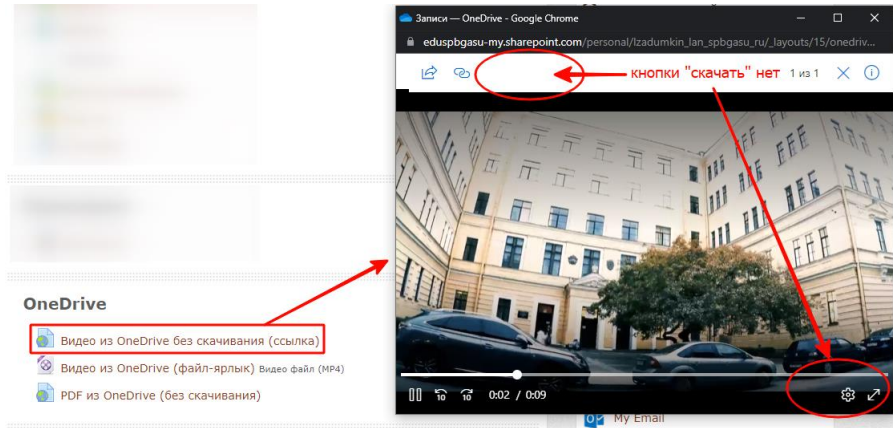 Записи — OneDrive - Google Chrome
eduspbgasu-my.sharepoint.com/personal/lzadumkin_lan_spbgasu_ru/_layouts/15/onedriv...
кнопки "скачать" нет
1 из 1
OneDrive
Видео из OneDrive без скачивания (ссылка)
Видео из OneDrive (файл-ярлык) Видео файл (MP4)
PDF из OneDrive (без скачивания)
10 10 0:02 / 0:09
My Email